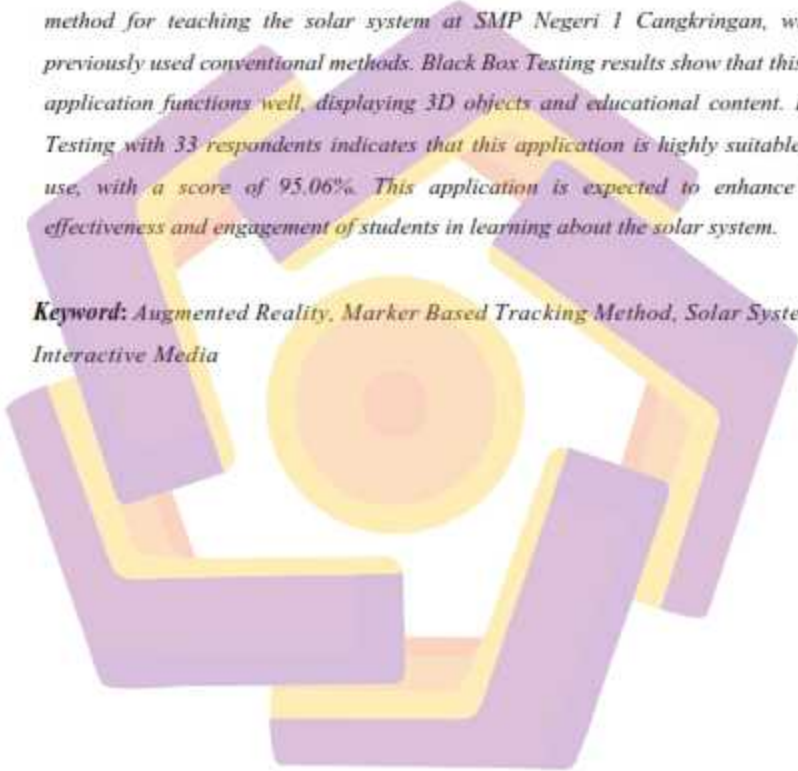 method for teaching the solar system at SMP Negeri 1 Cangkringan, w
previously used conventional methods. Black Box Testing results show that this
application functions well, displaying 3D objects and educational content.
Testing with 33 respondents indicates that this application is highly suitable
use, with a score of 95.06%. This application is expected to enhance
effectiveness and engagement of students in learning about the solar system.
Keyword: Augmented Reality, Marker Based Tracking Method, Solar Syste
Interactive Media